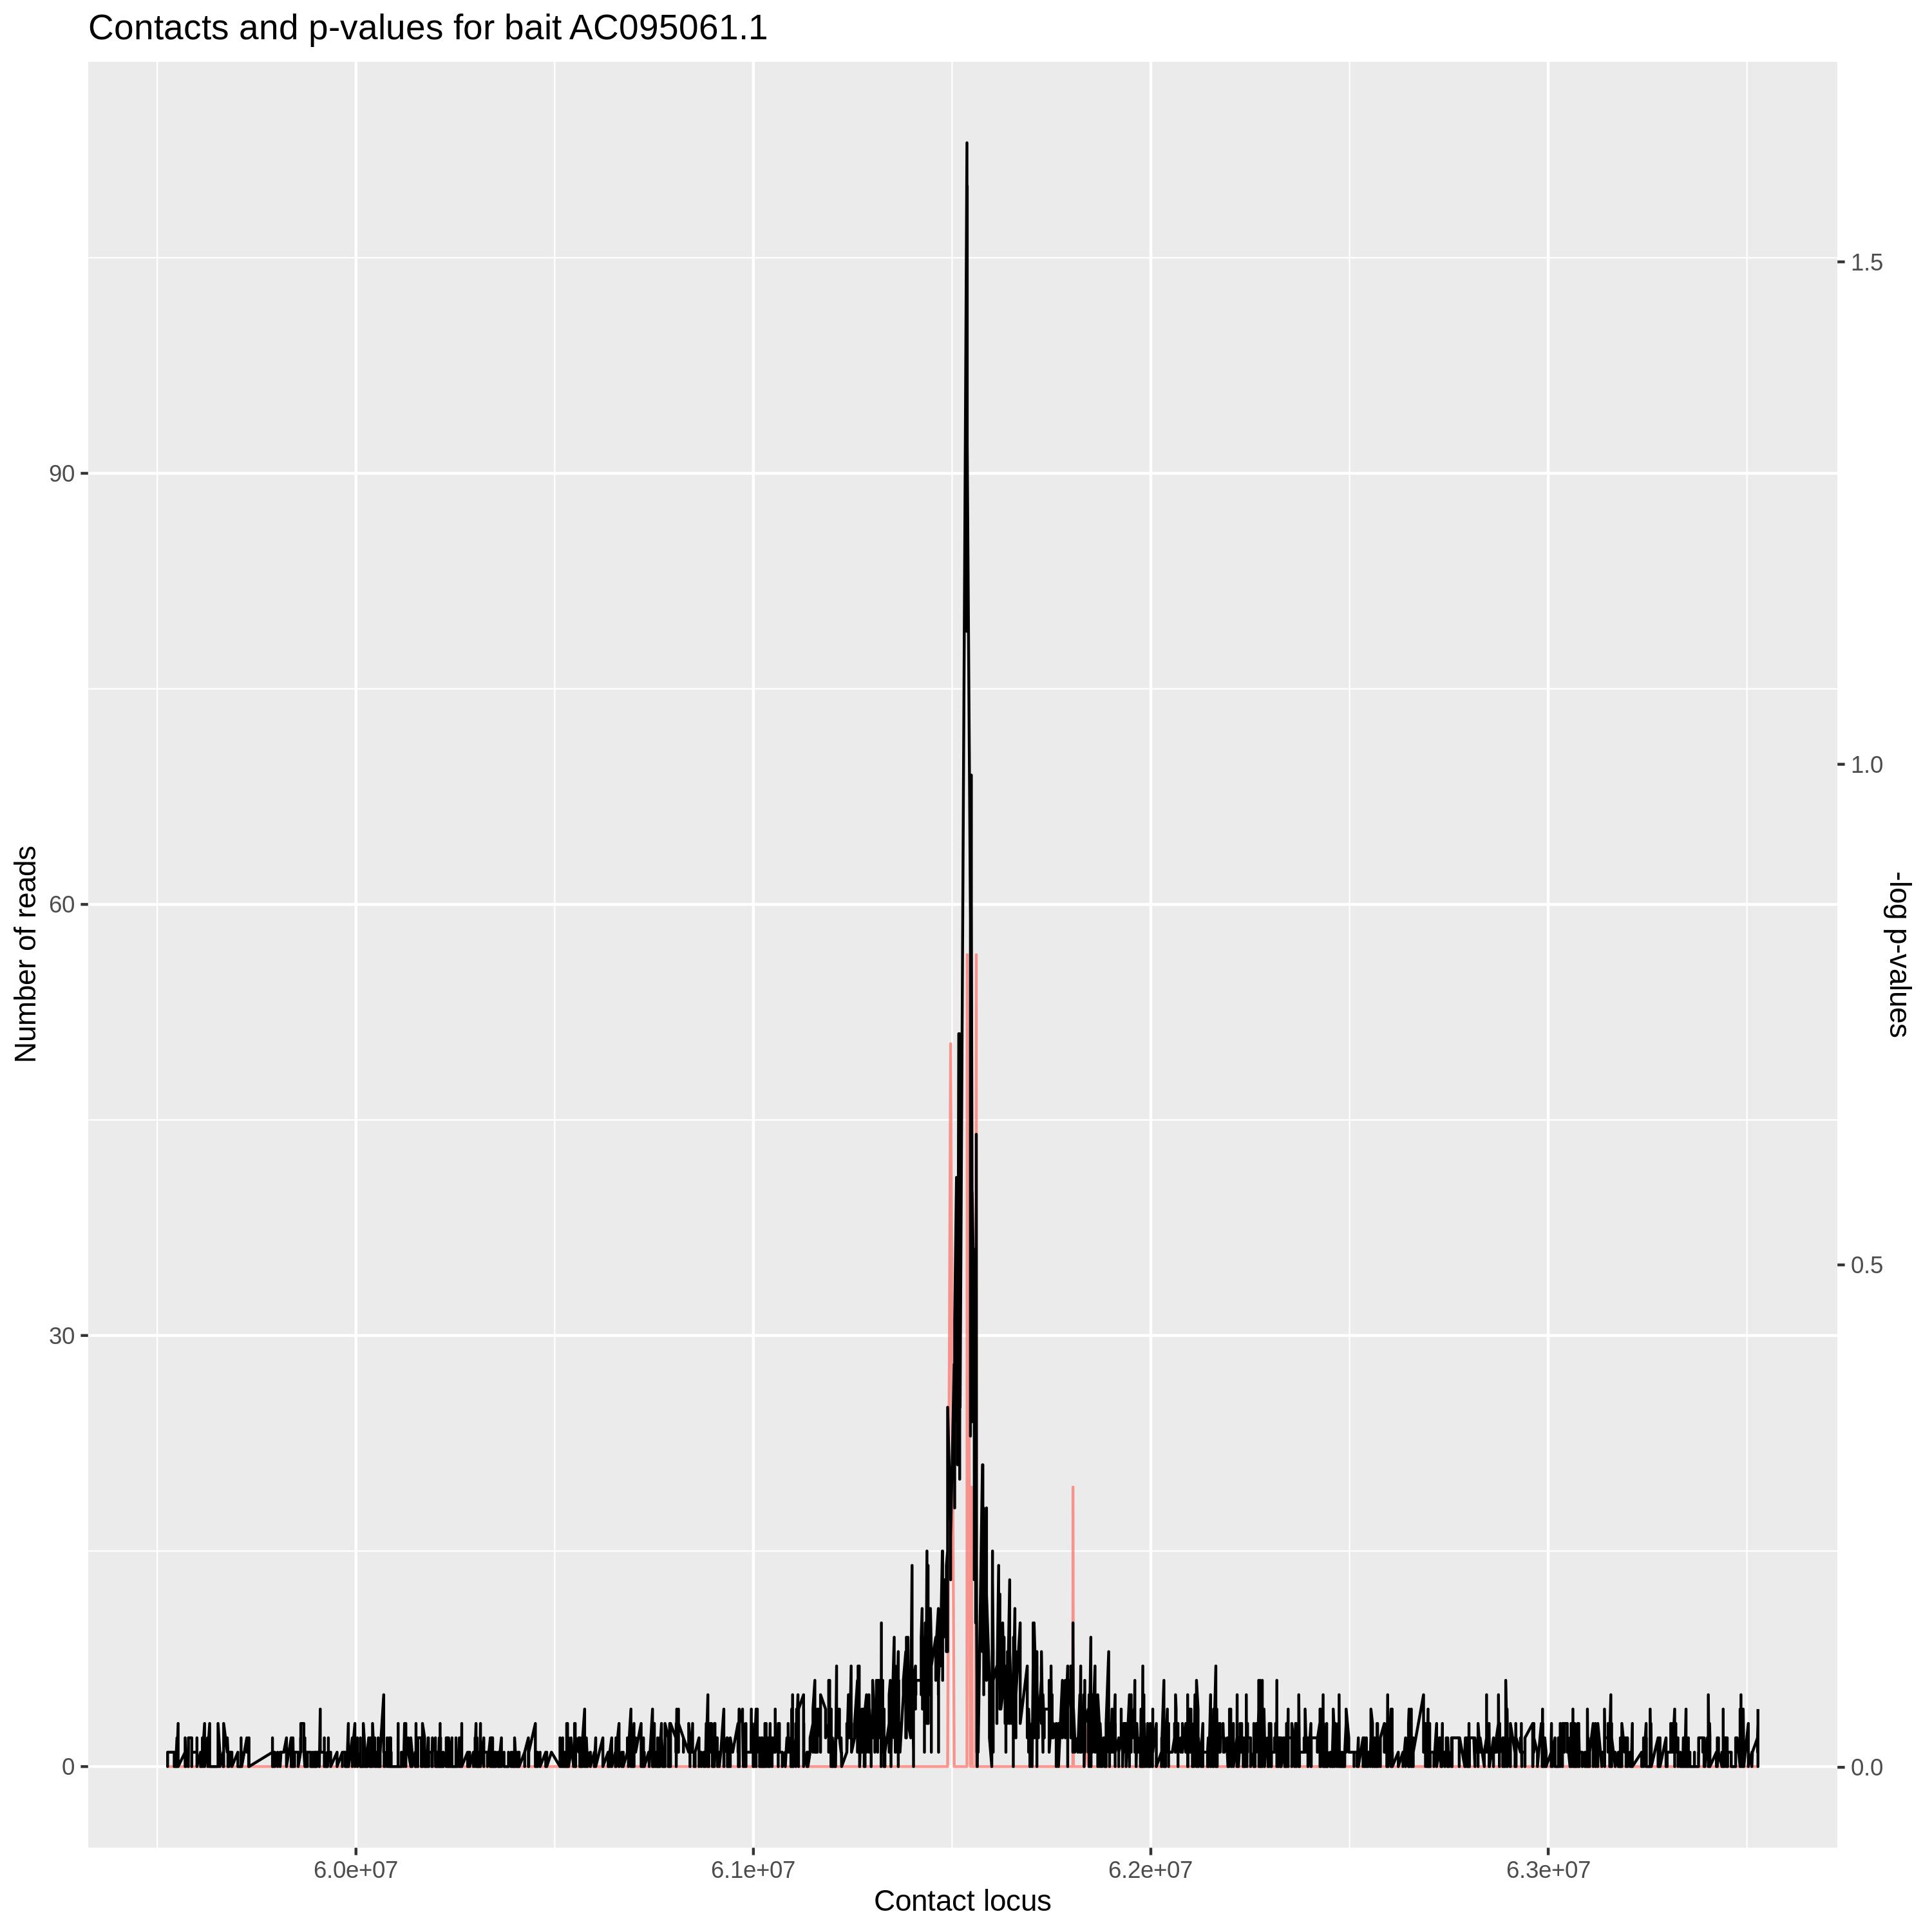 Contacts and p-values for bait AC095061.1
Number of reads
90
60
30
0
1.5
1.0
0.5
0.0
-log p-values
6.0e+07
6.1e+07
6.2e+07
6.3e+07
Contact locus